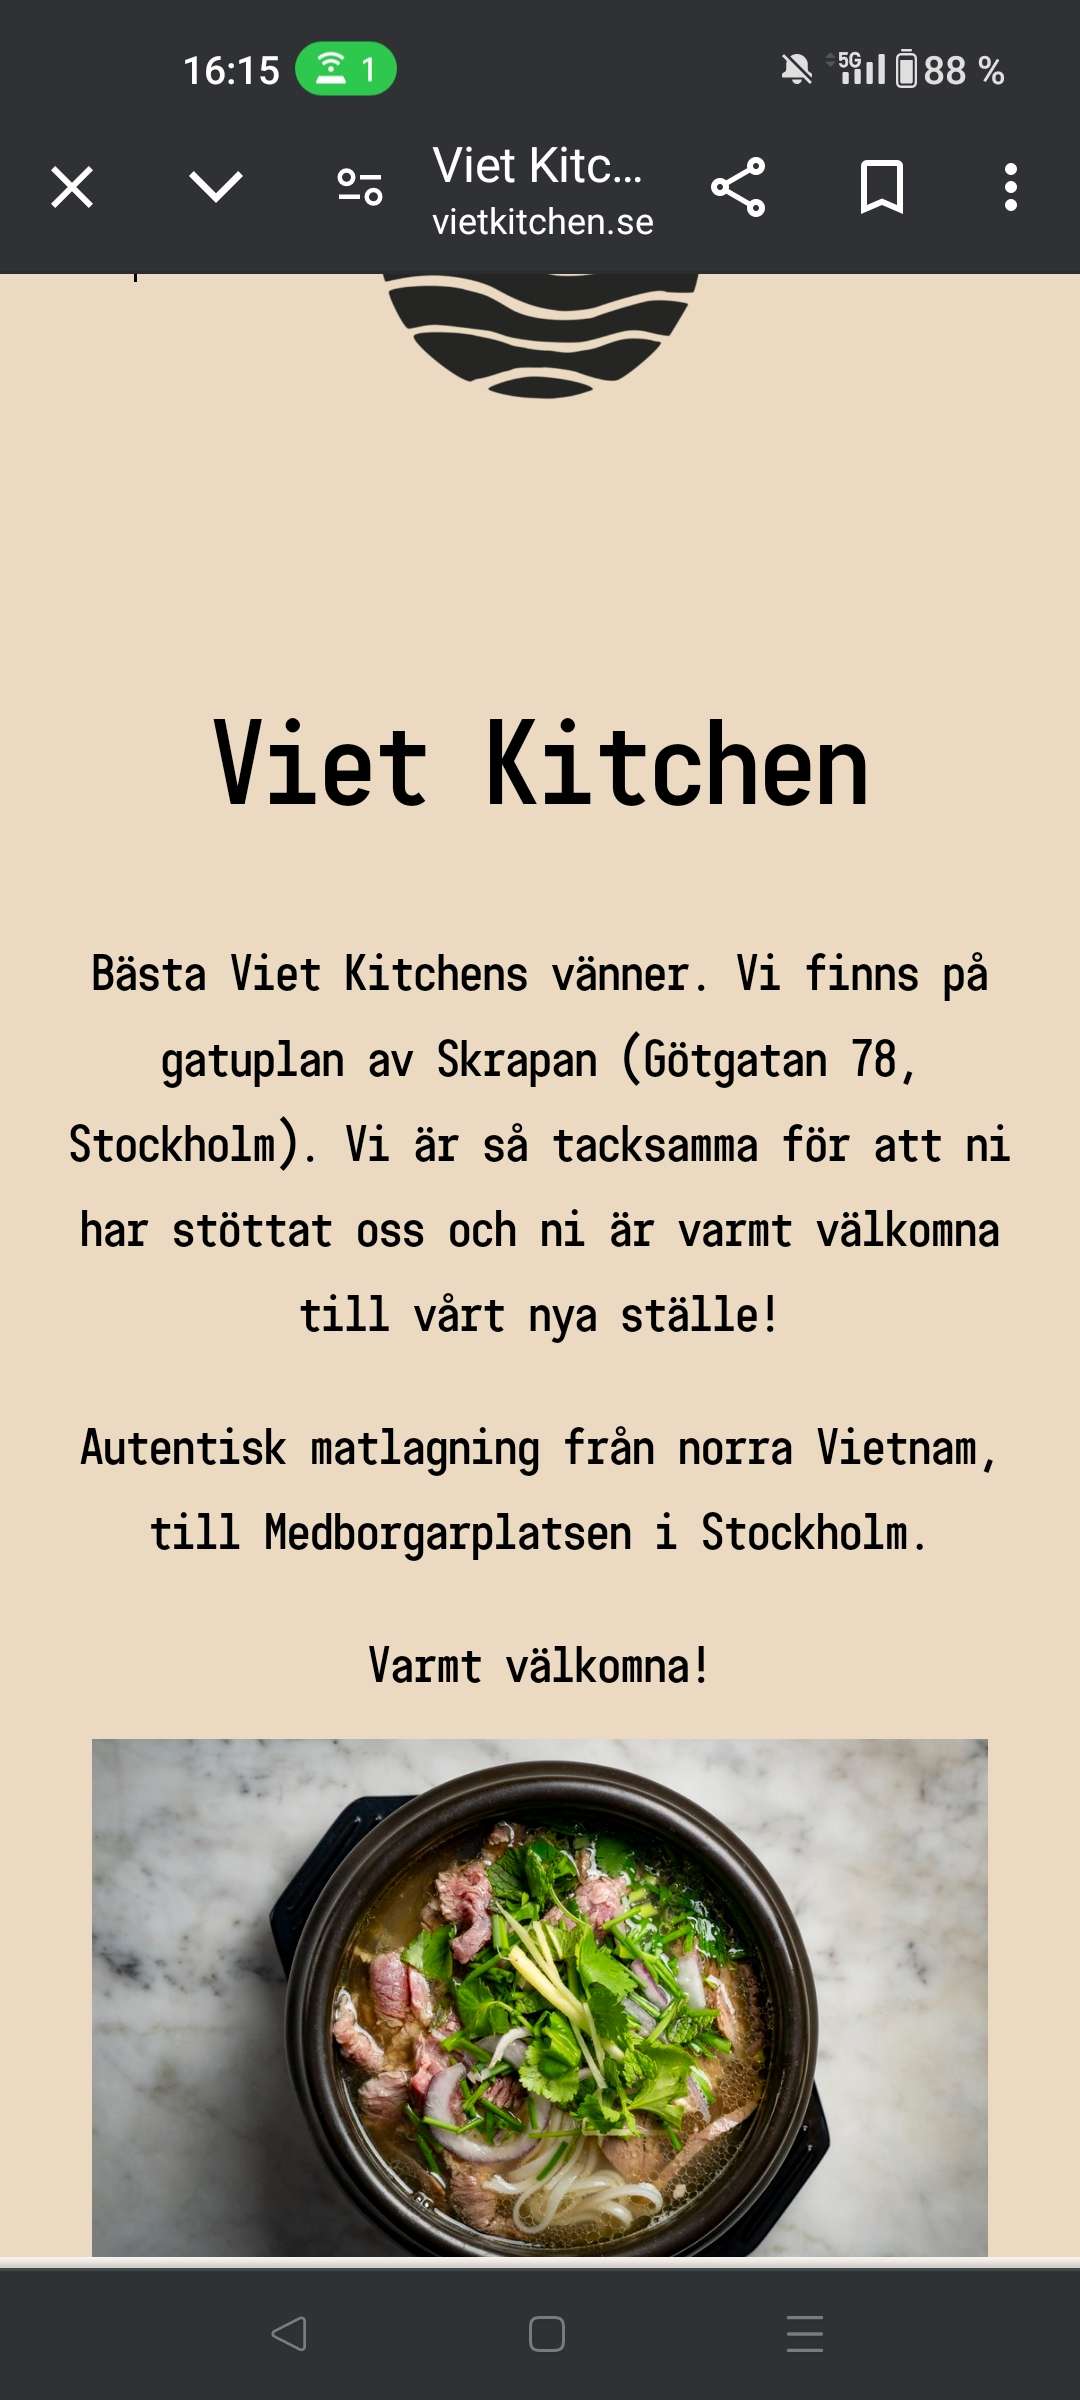 16:15
1
5G
88 %
Viet Kitc...
vietkitchen.se
Viet Kitchen
Bästa Viet Kitchens vänner. Vi finns på
gatuplan av Skrapan (Götgatan 78,
Stockholm). Vi är så tacksamma för att ni
har stöttat oss och ni är varmt välkomna
till vårt nya ställe!
Autentisk matlagning från norra Vietnam,
till Medborgarplatsen i Stockholm.
Varmt välkomna!